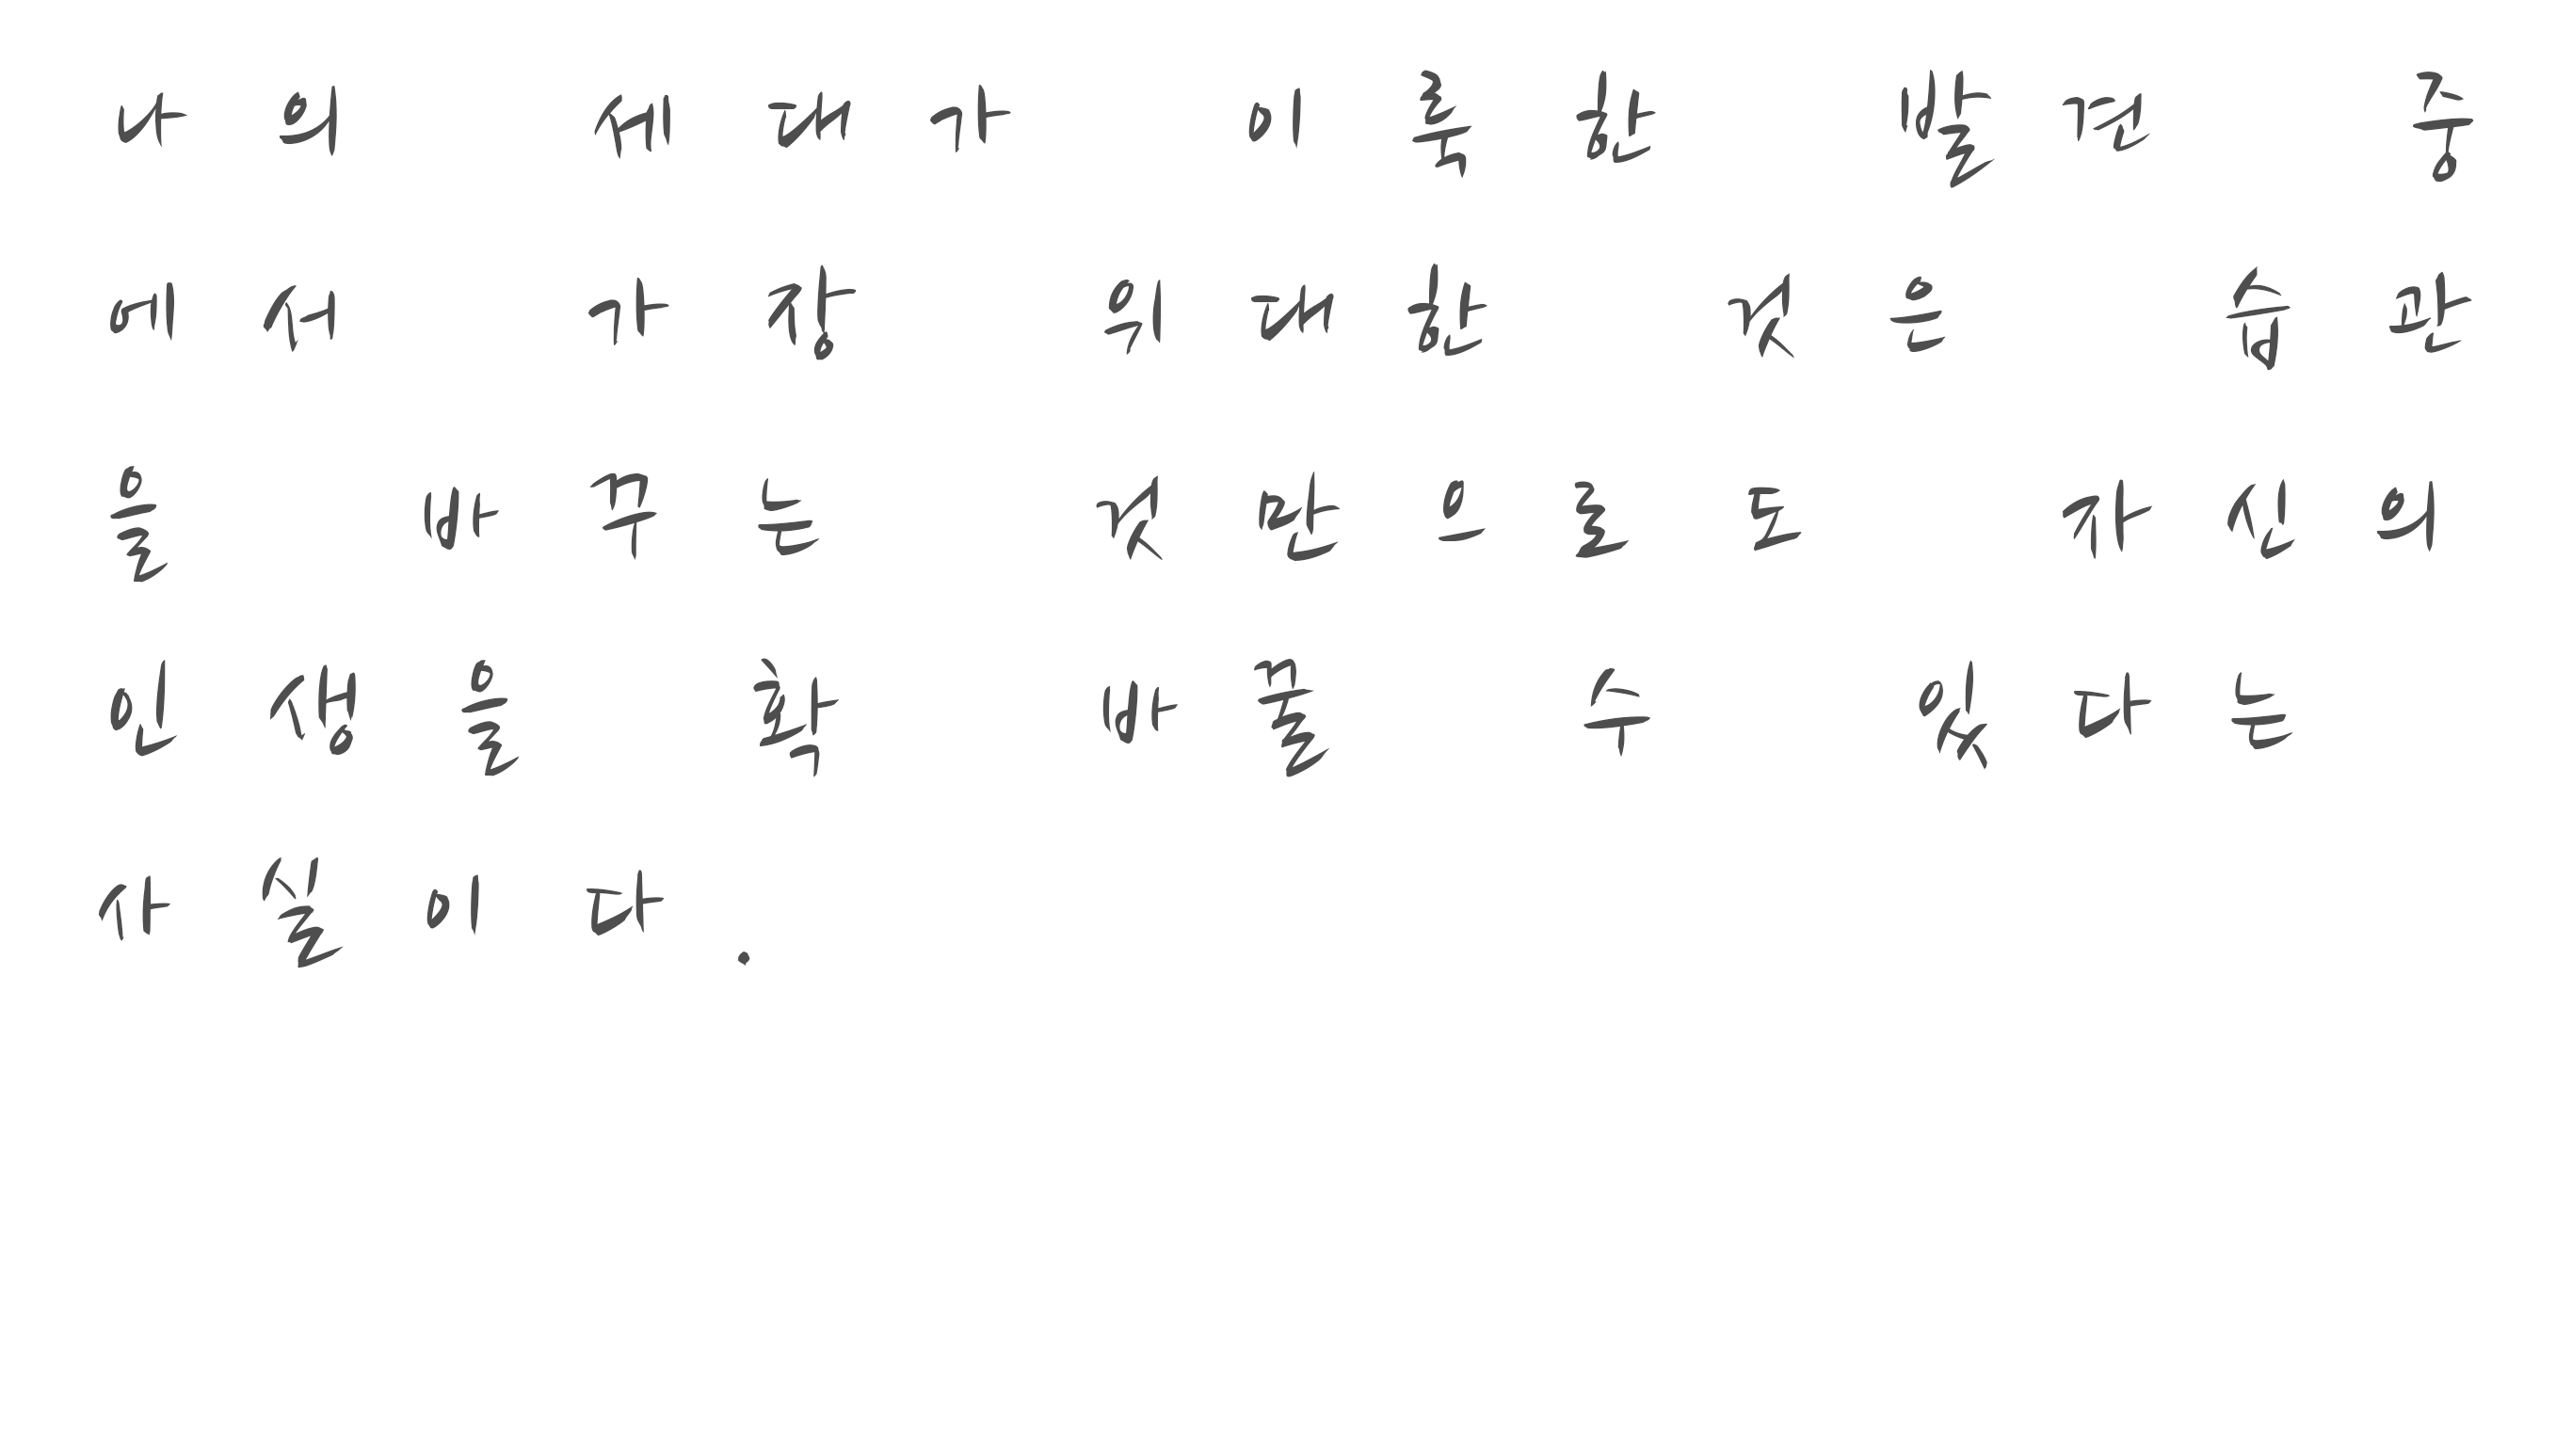 나의 세대가 이룩한 발견 중
에서 가장 위대한 것은 습관
을 바꾸는 것만으로도 자신의
인생을 확 바꿀 수 있다는
사실이다.